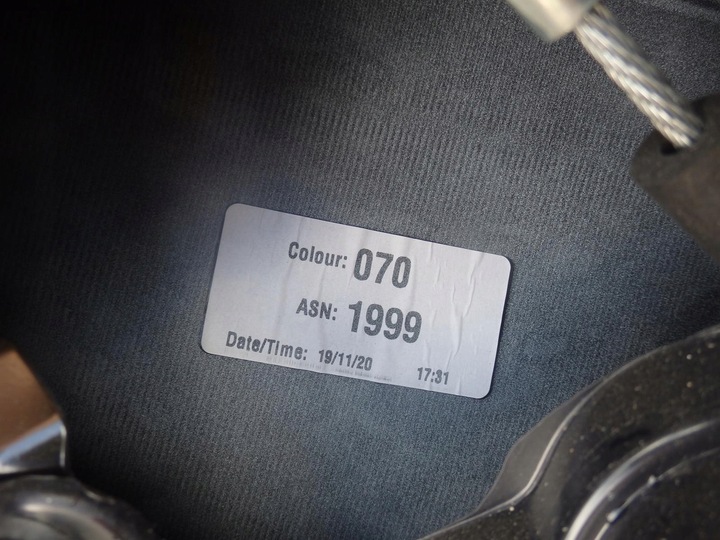 Colour: 070
ASN: 1999
Date/Time: 19/11/20 17:31